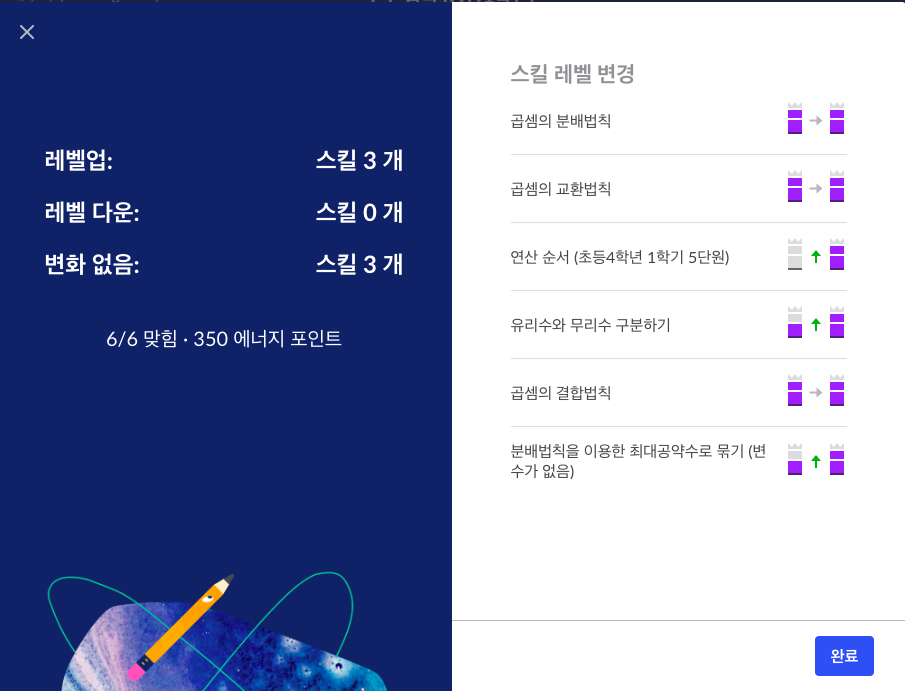 레벨업: 스킬 3 개
레벨 다운: 스킬 0 개
변화 없음: 스킬 3 개
6/6 맞힘 · 350 에너지 포인트
스킬 레벨 변경
곱셈의 분배법칙
곱셈의 교환법칙
연산 순서 (초등4학년 1학기 5단원)
유리수와 무리수 구분하기
곱셈의 결합법칙
분배법칙을 이용한 최대공약수로 묶기 (변
수가 없음)
완료